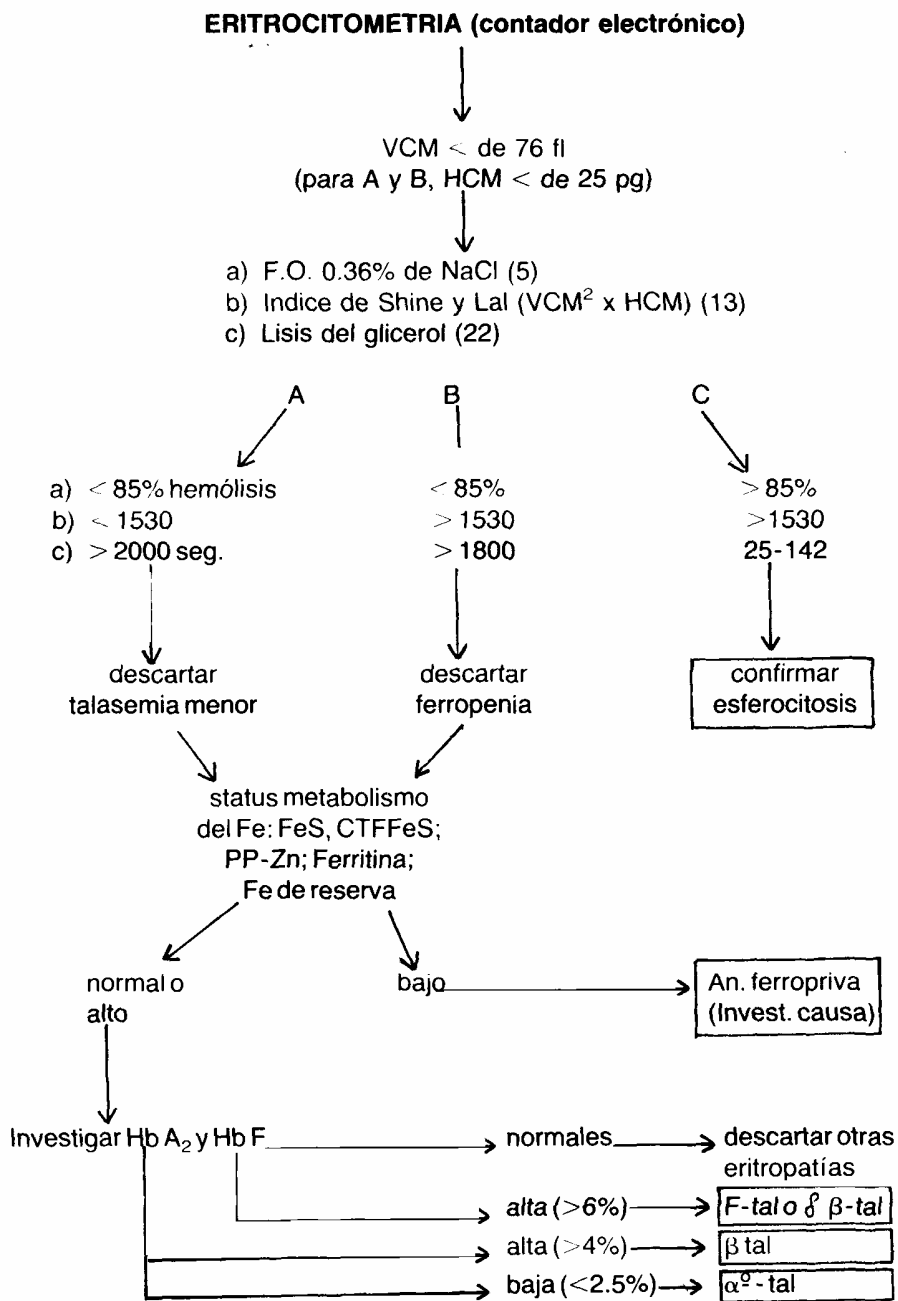 ERITROCITOMETRIA (contador electrónico)
VCM < de 76 fl
(para A y B, HCM < de 25 pg)
a) F.O. 0.36% de NaCl (5)
b) Indice de Shine y Lal (VCM² x HCM) (13)
c) Lisis del glicerol (22)
A B C
a) < 85% hemólisis < 85% > 85%
b) < 1530 > 1530 >1530
c) > 2000 seg. > 1800 25-142
descartar descartar confirmar
talasemia menor ferropenia esferocitosis
status metabolismo
del Fe: FeS, CTFFeS;
PP-Zn; Ferritina;
Fe de reserva
normal o bajo An. ferropriva
alto (Invest. causa)
Investigar Hb A₂ y Hb F normales descartar otras
eritropatías
alta (>6%) F-tal o δ β-tal
alta (>4%) β tal
baja (<2.5%) αº-tal